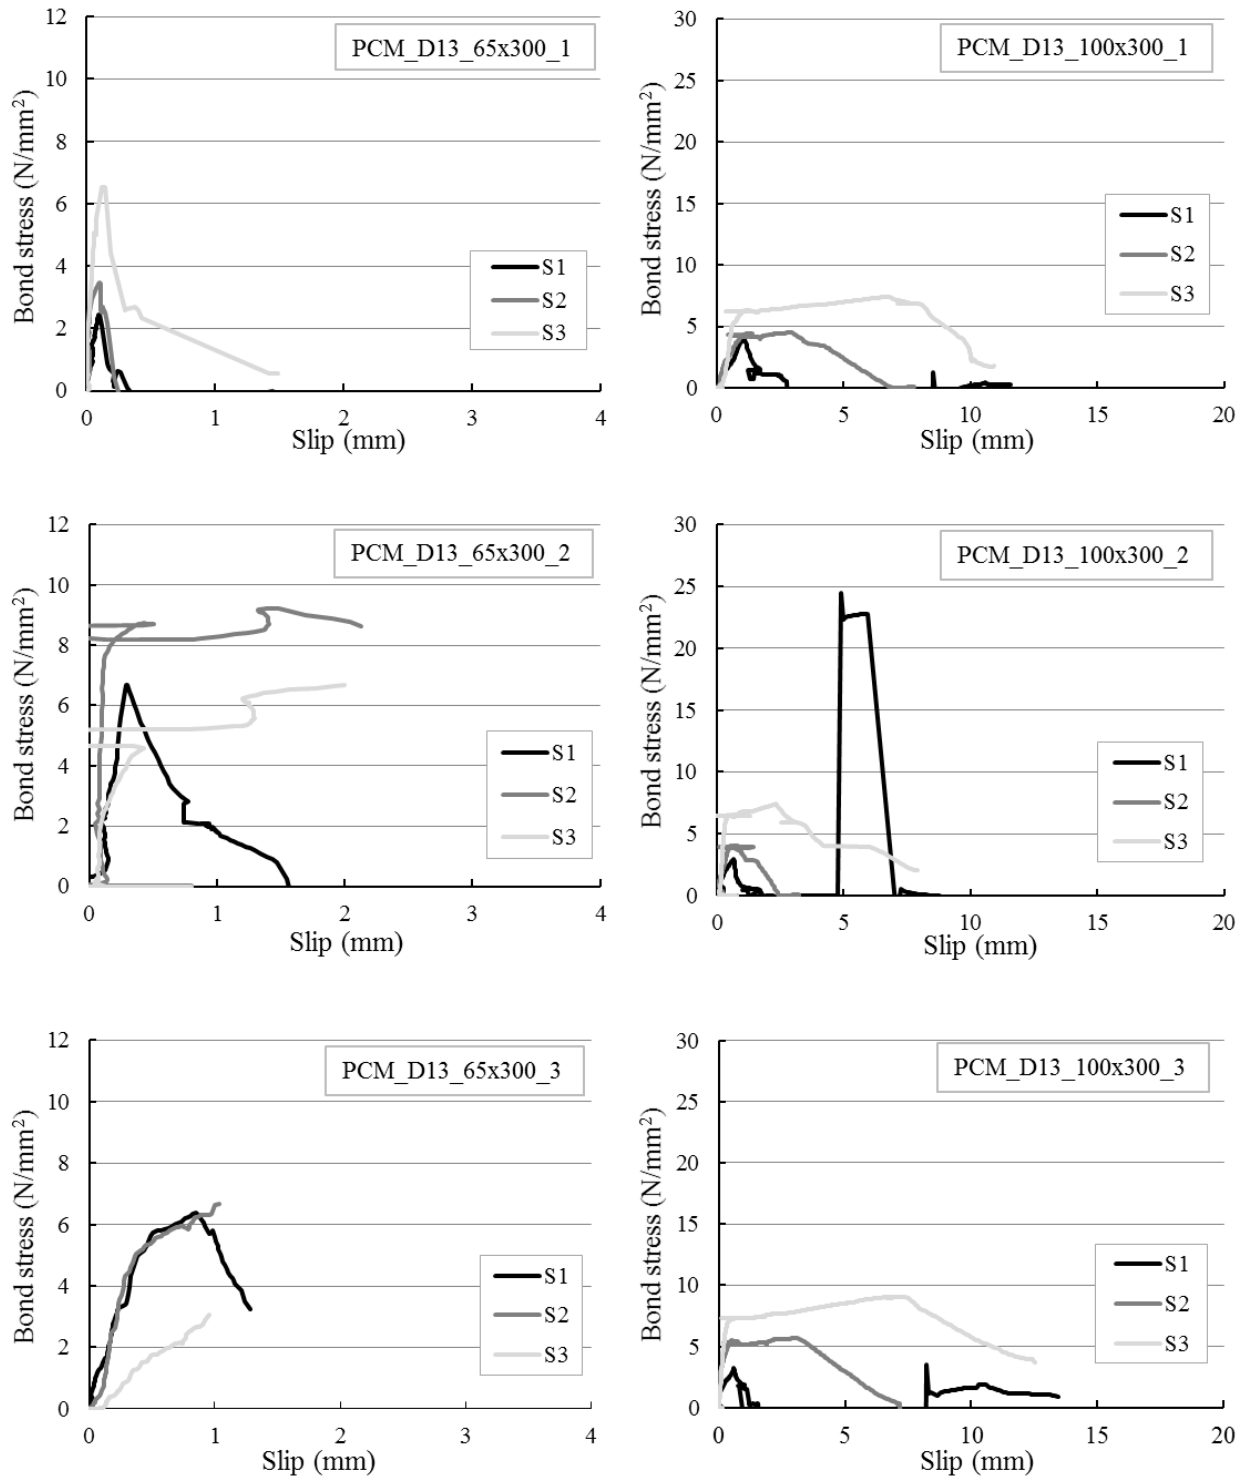 PCM_D13_65x300_1
Bond stress (N/mm²)
12
10
8
6
4
2
0
S1
S2
S3
0 1 2 3 4
Slip (mm)
PCM_D13_100x300_1
Bond stress (N/mm²)
30
25
20
15
10
5
0
S1
S2
S3
0 5 10 15 20
Slip (mm)
PCM_D13_65x300_2
Bond stress (N/mm²)
12
10
8
6
4
2
0
S1
S2
S3
0 1 2 3 4
Slip (mm)
PCM_D13_100x300_2
Bond stress (N/mm²)
30
25
20
15
10
5
0
S1
S2
S3
0 5 10 15 20
Slip (mm)
PCM_D13_65x300_3
Bond stress (N/mm²)
12
10
8
6
4
2
0
S1
S2
S3
0 1 2 3 4
Slip (mm)
PCM_D13_100x300_3
Bond stress (N/mm²)
30
25
20
15
10
5
0
S1
S2
S3
0 5 10 15 20
Slip (mm)